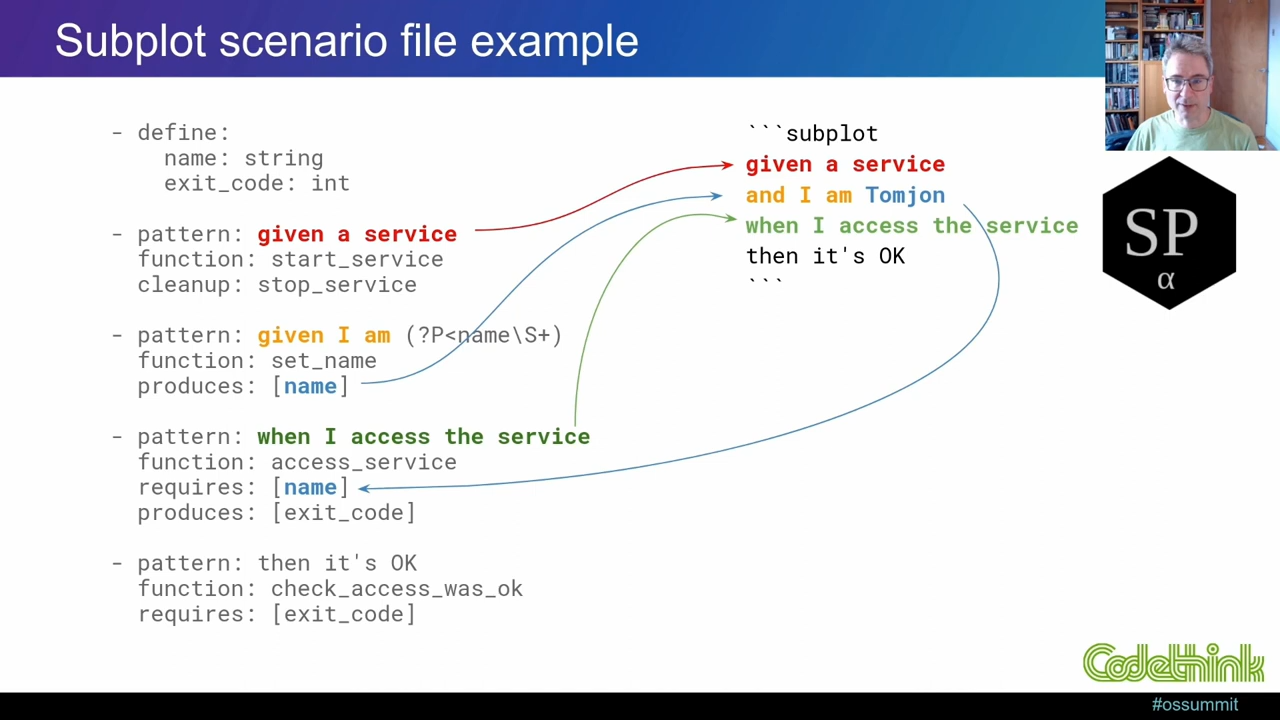 Subplot scenario file example
- define:
name: string
exit_code: int
- pattern: given a service
function: start_service
cleanup: stop_service
- pattern: given I am (?P<name\S+)
function: set_name
produces: [name]
- pattern: when I access the service
function: access_service
requires: [name]
produces: [exit_code]
- pattern: then it's OK
function: check_access_was_ok
requires: [exit_code]
```subplot
given a service
and I am Tomjon
when I access the service
then it's OK
```
SP
α
Codethink
#ossummit